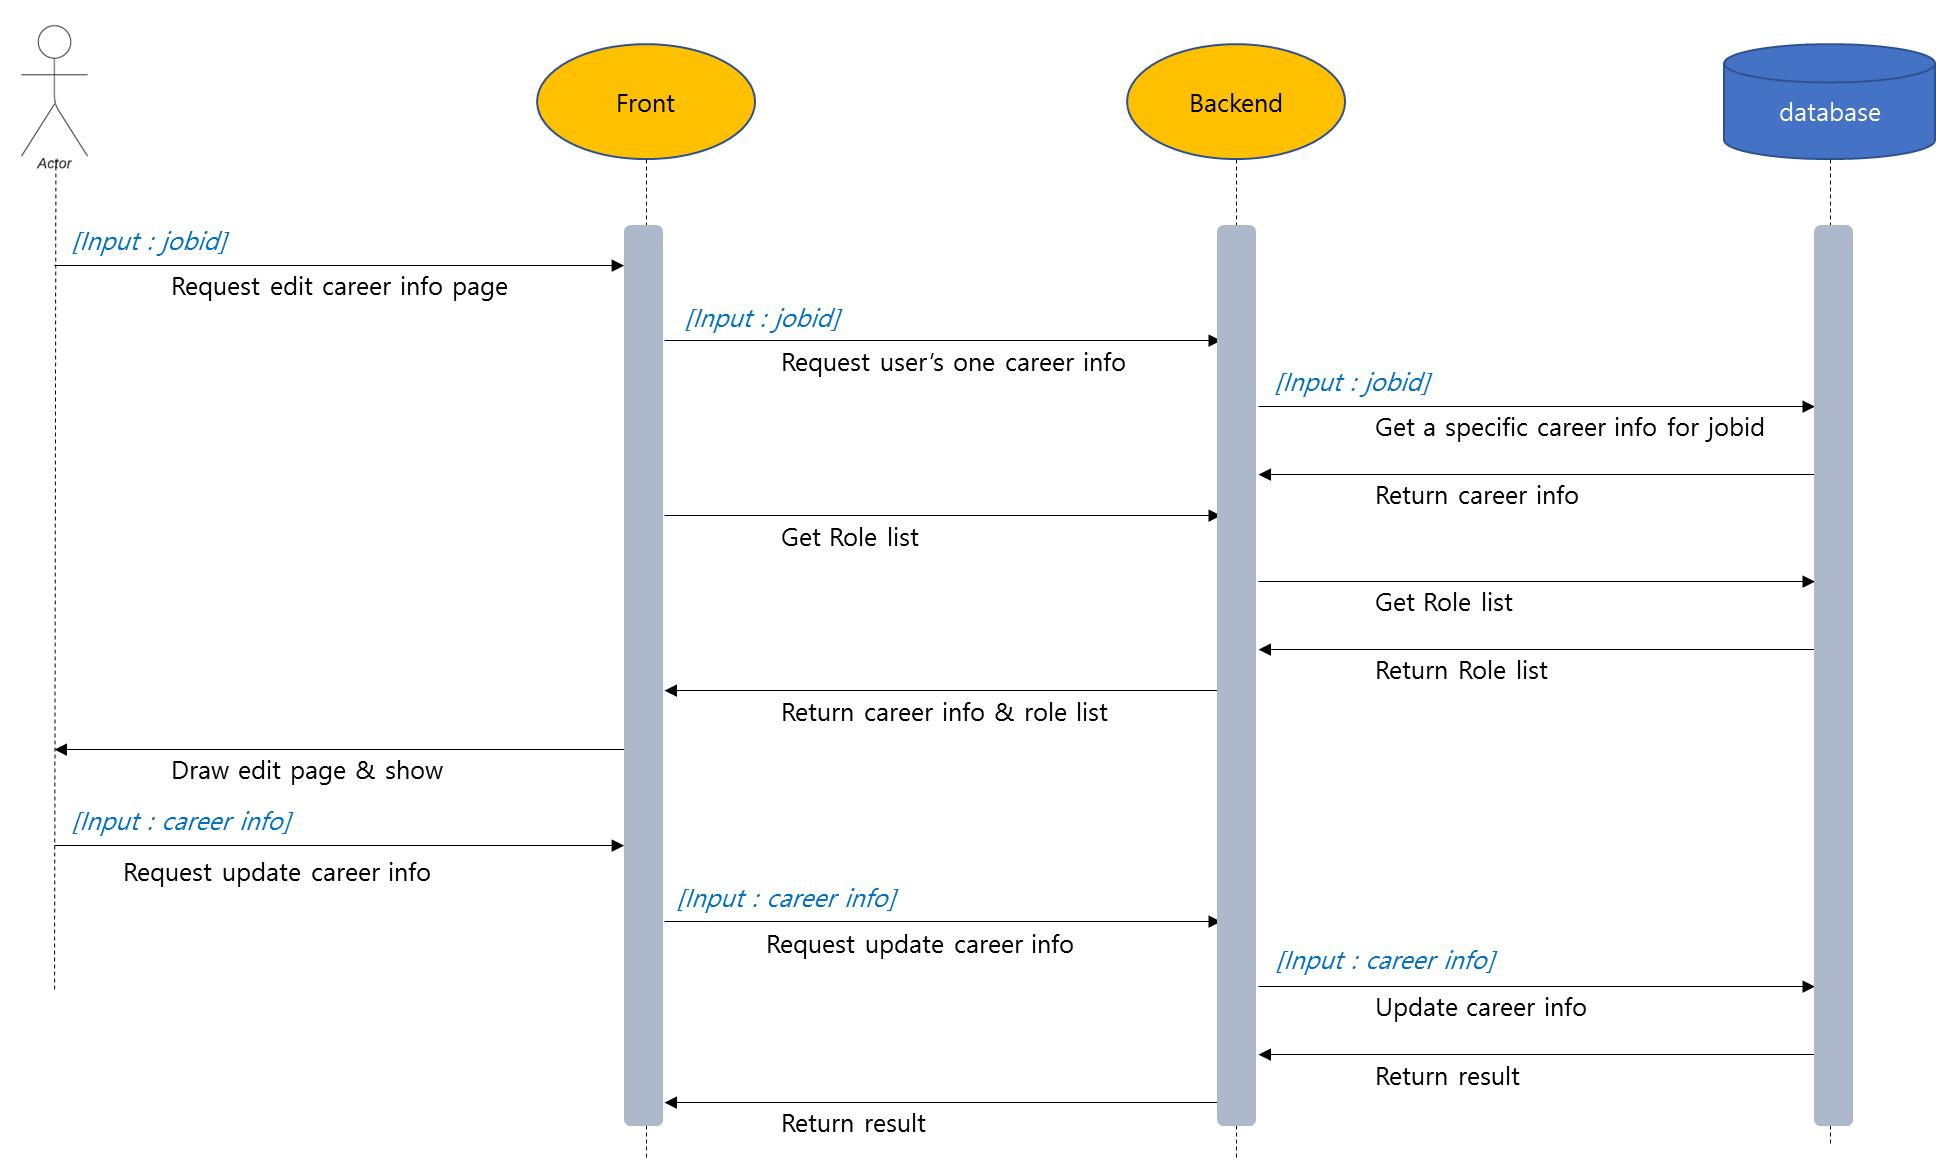 Actor
Front
Backend
database
[Input : jobid]
Request edit career info page
[Input : jobid]
Request user’s one career info
[Input : jobid]
Get a specific career info for jobid
Return career info
Get Role list
Get Role list
Return Role list
Return career info & role list
Draw edit page & show
[Input : career info]
Request update career info
[Input : career info]
Request update career info
[Input : career info]
Update career info
Return result
Return result